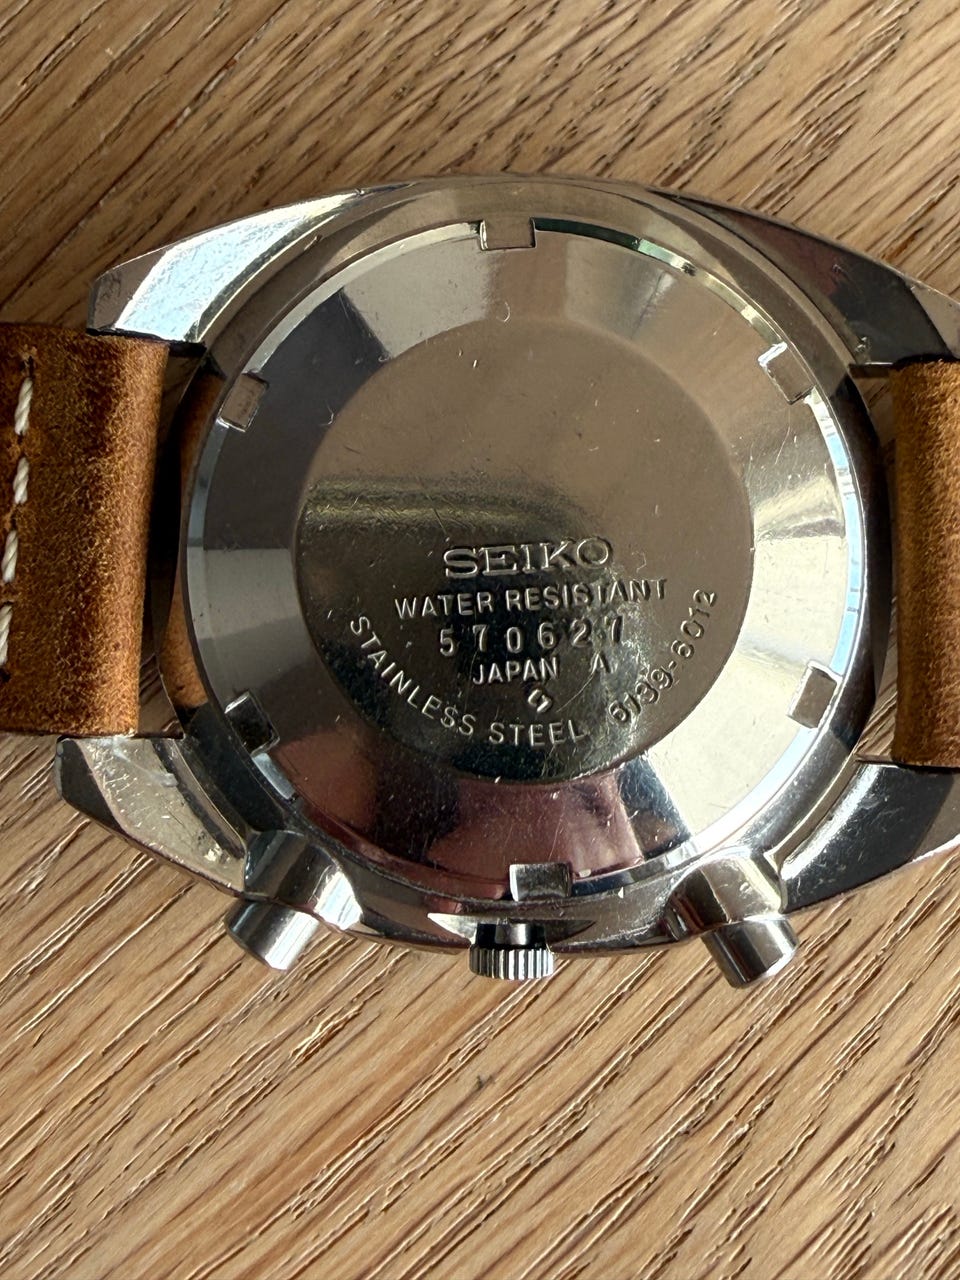 SEIKO
WATER RESISTANT
570627
JAPAN A
STAINLESS STEEL 6139-6012